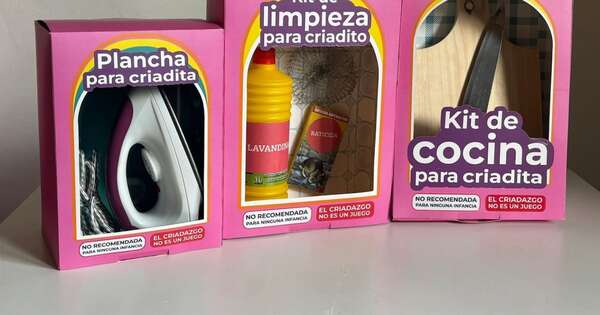 Plancha
para criadita
NO RECOMENDADA
PARA NINGUNA INFANCIA
EL CRIADAZGO
NO ES UN JUEGO
Kit de
limpieza
para criadito
LAVANDINA
RATICIDA
NO RECOMENDADA
PARA NINGUNA INFANCIA
EL CRIADAZGO
NO ES UN JUEGO
Kit de
cocina
para criadita
NO RECOMENDADA
PARA NINGUNA INFANCIA
EL CRIADAZGO
NO ES UN JUEGO